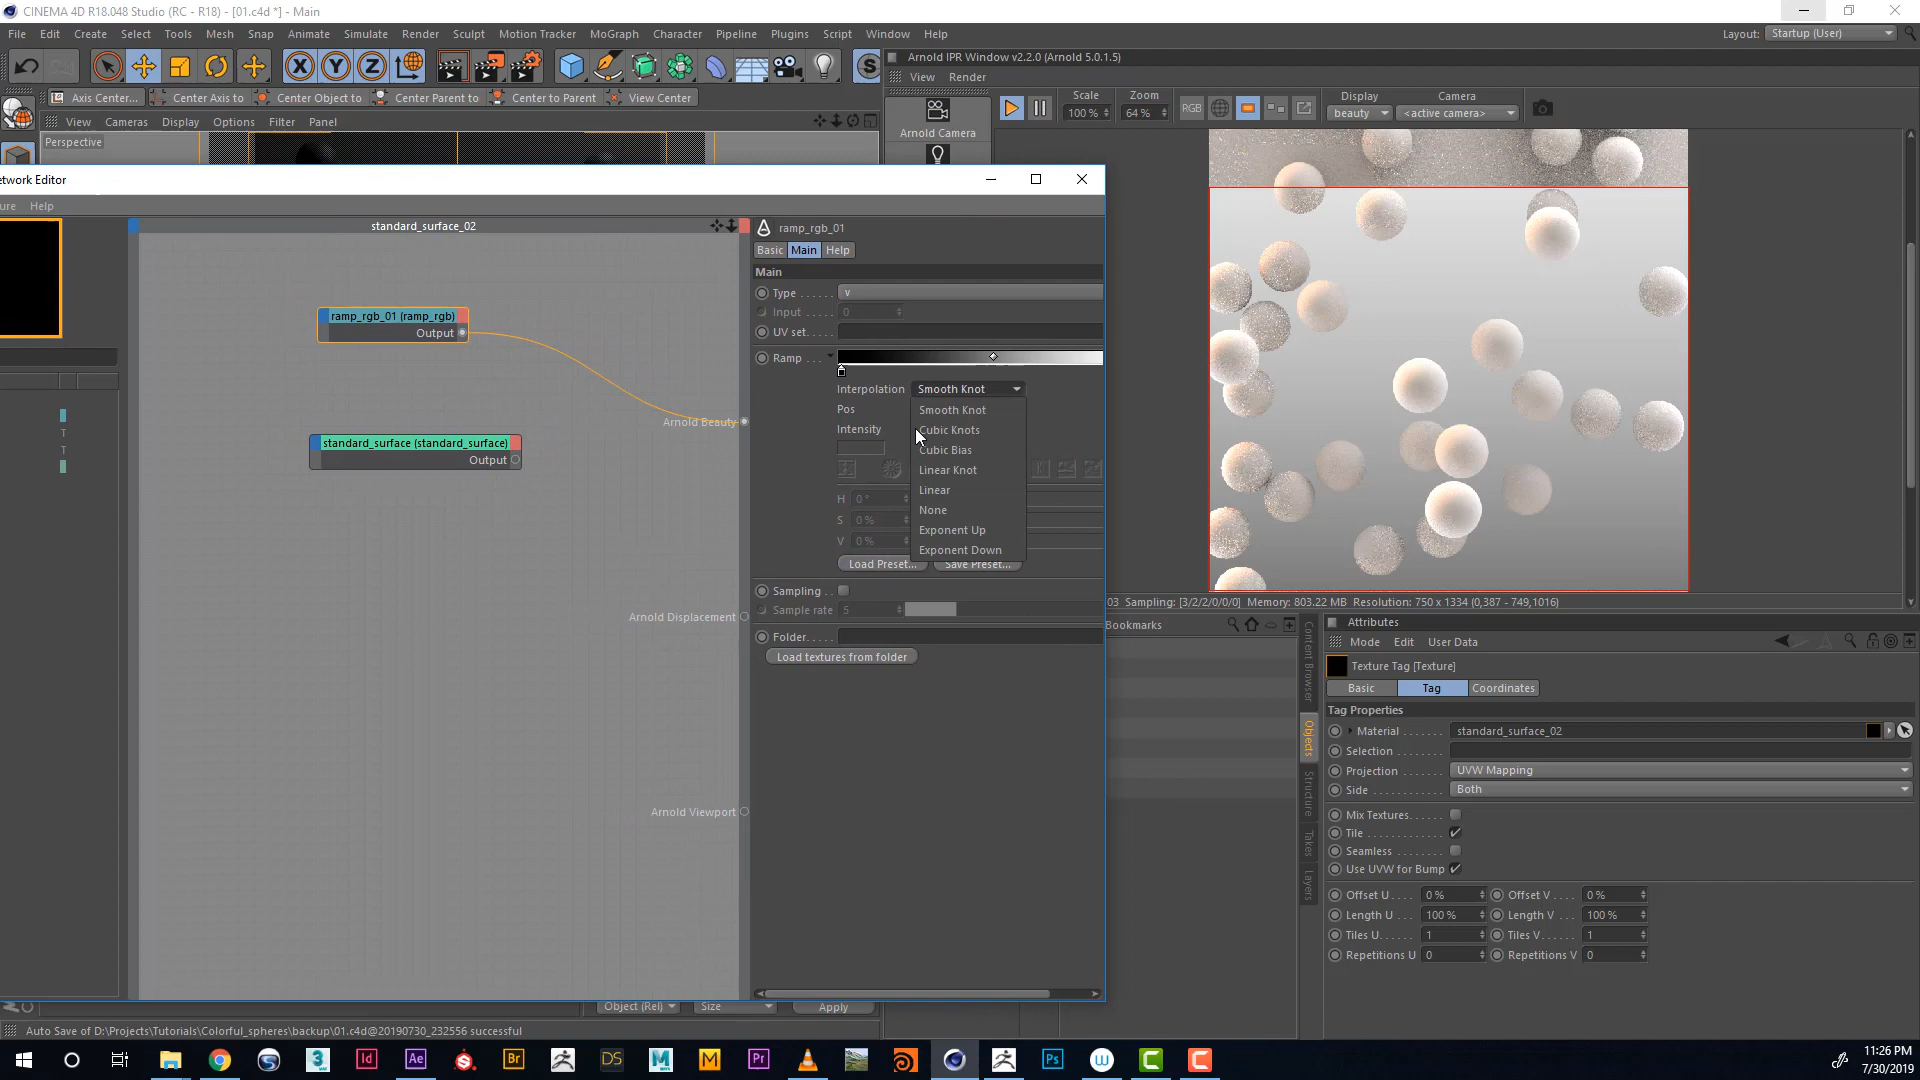 CINEMA 4D R18.048 Studio (RC - R18) - [01.c4d *] - Main
File Edit Create Select Tools Mesh Snap Animate Simulate Render Sculpt Motion Tracker MoGraph Character Pipeline Plugins Script Window Help
Layout: Startup (User)
Arnold IPR Window v2.2.0 (Arnold 5.0.1.5)
View Render
Axis Center... Center Axis to Center Object to Center Parent to Center to Parent View Center
Scale Zoom Display Camera
100 % 64 % RGB beauty <active camera>
Arnold Camera
View Cameras Display Options Filter Panel
Perspective
etwork Editor
ure Help
standard_surface_02
ramp_rgb_01 (ramp_rgb)
Output
standard_surface (standard_surface)
Output
Arnold Beauty
Arnold Displacement
Arnold Viewport
T
T
ramp_rgb_01
Basic Main Help
Main
Type . . . . . . v
Input . . . . . . 0
UV set. . . .
Ramp . . .
Interpolation Smooth Knot
Pos
Intensity
Smooth Knot
Cubic Knots
Cubic Bias
Linear Knot
Linear
None
Exponent Up
Exponent Down
H 0 °
S 0 %
V 0 %
Load Preset... Save Preset...
Sampling . .
Sample rate 5
Folder. . . . .
Load textures from folder
03 Sampling: [3/2/2/0/0/0] Memory: 803.22 MB Resolution: 750 x 1334 (0,387 - 749,1016)
Bookmarks
Content Browser
Objects
Structure
Takes
Layers
Attributes
Mode Edit User Data
Texture Tag [Texture]
Basic Tag Coordinates
Tag Properties
Material . . . . . . . standard_surface_02
Selection . . . . . .
Projection . . . . . . UVW Mapping
Side . . . . . . . . . . Both
Mix Textures. . . . . .
Tile . . . . . . . . . . . .
Seamless . . . . . . . .
Use UVW for Bump
Offset U . . . . 0 % Offset V . . . . 0 %
Length U . . . 100 % Length V . . . 100 %
Tiles U. . . . . . 1 Tiles V. . . . . . 1
Repetitions U 0 Repetitions V 0
Object (Rel) Size Apply
Auto Save of D:\Projects\Tutorials\Colorful_spheres\backup\01.c4d@20190730_232556 successful
11:26 PM
7/30/2019